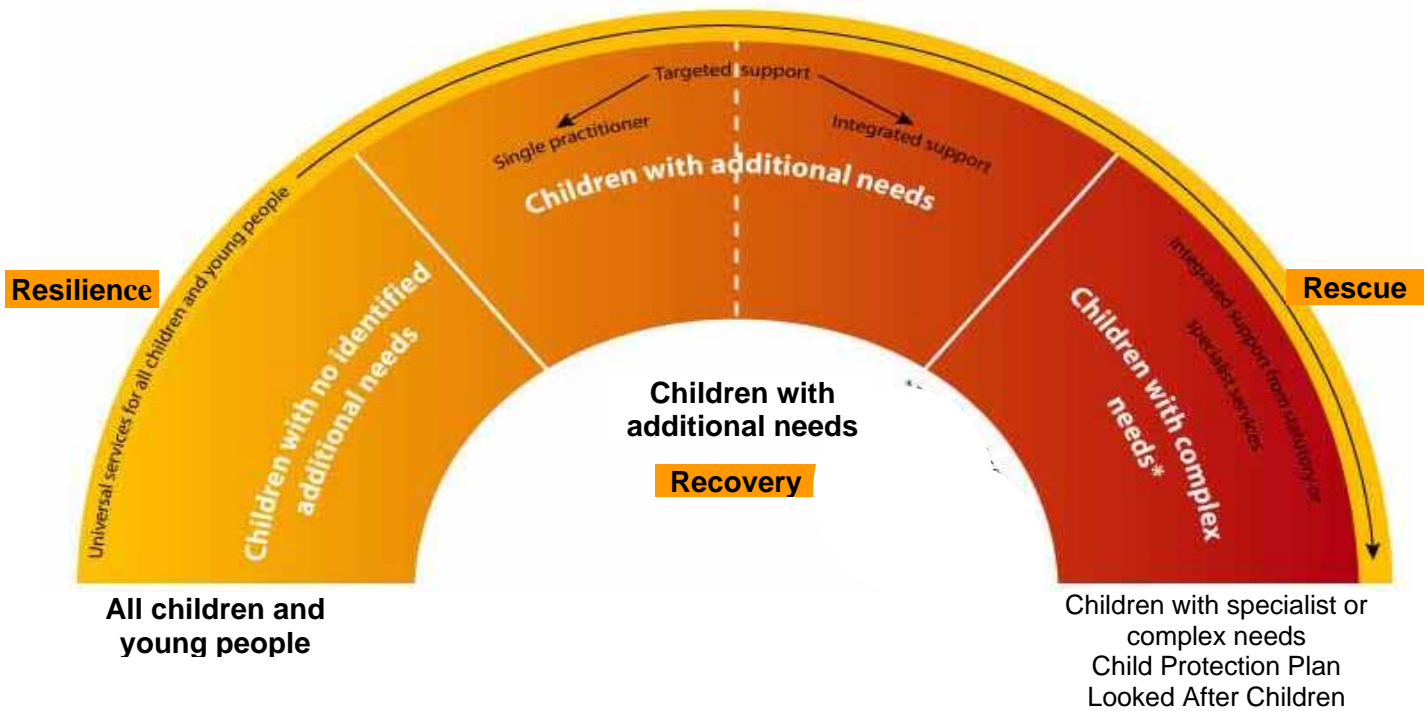 Universal services for all children and young people
Targeted support
Single practitioner
Integrated support
Children with additional needs
Integrated support from statutory or
specialist services
Resilience
Children with no identified
additional needs
Children with complex
needs*
Rescue
Children with
additional needs
Recovery
All children and
young people
Children with specialist or
complex needs
Child Protection Plan
Looked After Children